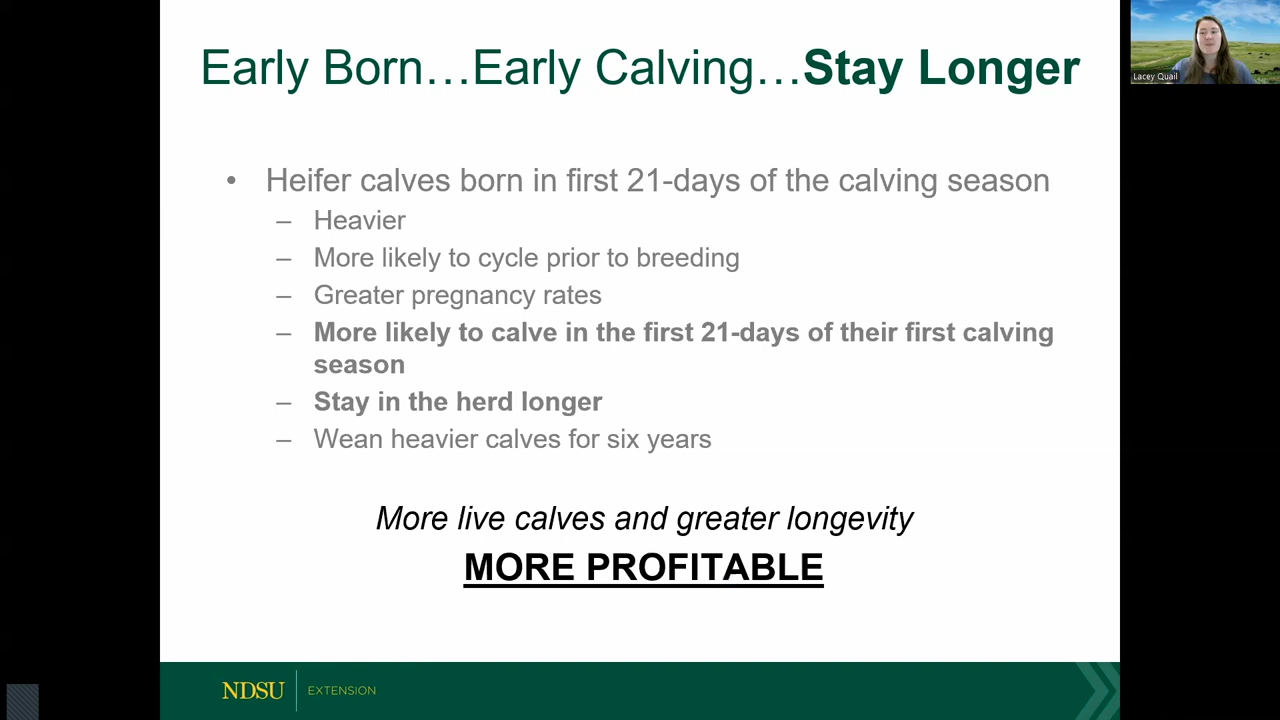 Early Born…Early Calving…Stay Longer
Lacey Quail
• Heifer calves born in first 21-days of the calving season
– Heavier
– More likely to cycle prior to breeding
– Greater pregnancy rates
– More likely to calve in the first 21-days of their first calving
season
– Stay in the herd longer
– Wean heavier calves for six years
More live calves and greater longevity
MORE PROFITABLE
NDSU EXTENSION